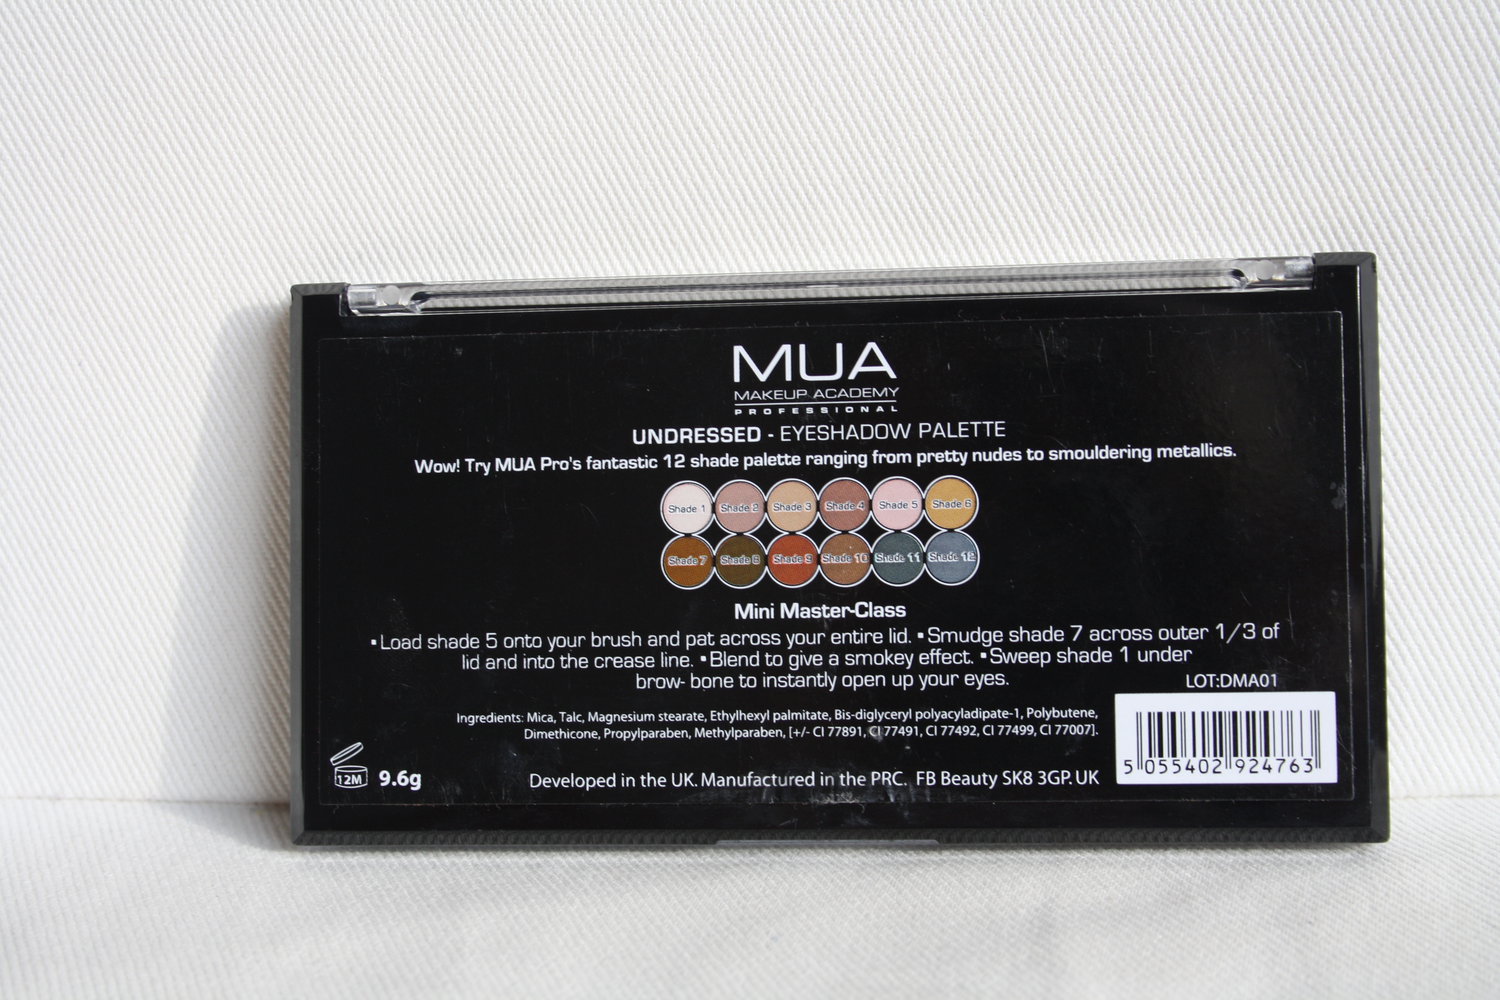 MUA
MAKEUP ACADEMY
PROFESSIONAL
UNDRESSED - EYESHADOW PALETTE
Wow! Try MUA Pro's fantastic 12 shade palette ranging from pretty nudes to smouldering metallics.
Shade 1 Shade 2 Shade 3 Shade 4 Shade 5 Shade 6
Shade 7 Shade 8 Shade 9 Shade 10 Shade 11 Shade 12
Mini Master-Class
•Load shade 5 onto your brush and pat across your entire lid. •Smudge shade 7 across outer 1/3 of
lid and into the crease line. •Blend to give a smokey effect. •Sweep shade 1 under
brow- bone to instantly open up your eyes.
LOT:DMA01
Ingredients: Mica, Talc, Magnesium stearate, Ethylhexyl palmitate, Bis-diglyceryl polyacyladipate-1, Polybutene,
Dimethicone, Propylparaben, Methylparaben, [+/- CI 77891, CI 77491, CI 77492, CI 77499, CI 77007].
5 055402 924763
12M 9.6g
Developed in the UK. Manufactured in the PRC. FB Beauty SK8 3GP. UK